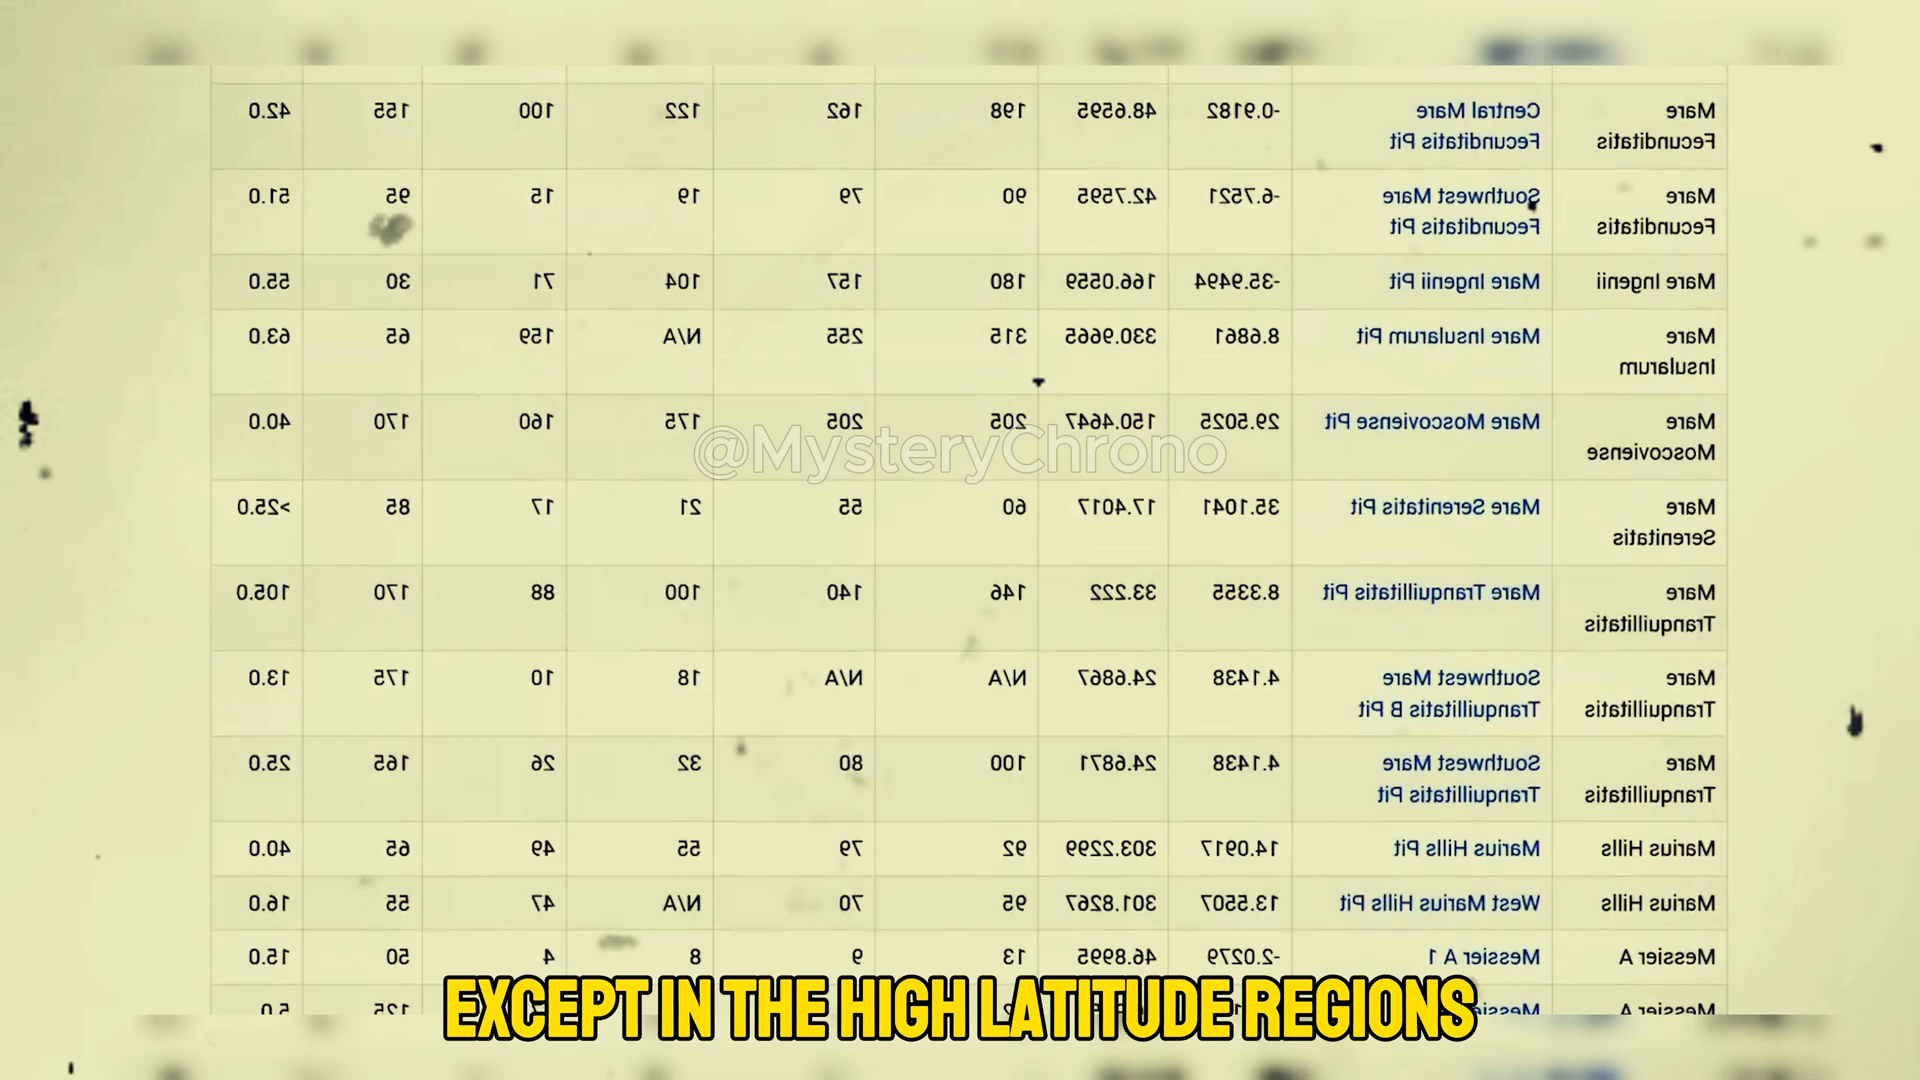 Mare Central Mare -0.9182 48.6595 198 162 122 100 155 42.0
Fecunditatis Fecunditatis Pit
Mare Southwest Mare -6.7521 42.7595 90 79 19 15 95 51.0
Fecunditatis Fecunditatis Pit
Mare Ingenii Mare Ingenii Pit -35.9494 166.0559 180 157 104 71 30 55.0
Mare Mare Insularum Pit 8.6861 330.9665 315 255 N/A 159 65 63.0
Insularum
Mare Mare Moscoviense Pit 29.5025 150.4647 205 205 175 160 170 40.0
Moscoviense
@MysteryChrono
Mare Mare Serenitatis Pit 35.1041 17.4017 60 55 21 17 85 >25.0
Serenitatis
Mare Mare Tranquillitatis Pit 8.3355 33.222 146 140 100 88 170 105.0
Tranquillitatis
Mare Southwest Mare 4.1438 24.6867 N/A N/A 18 10 175 13.0
Tranquillitatis Tranquillitatis B Pit
Mare Southwest Mare 4.1438 24.6871 100 80 32 26 165 25.0
Tranquillitatis Tranquillitatis Pit
Marius Hills Marius Hills Pit 14.0917 303.2299 92 79 55 49 65 40.0
Marius Hills West Marius Hills Pit 13.5507 301.8267 95 70 N/A 47 55 16.0
Messier A Messier A 1 -2.0279 46.8995 13 9 8 4 50 15.0
Messier A 125 5.0
EXCEPT IN THE HIGH LATITUDE REGIONS